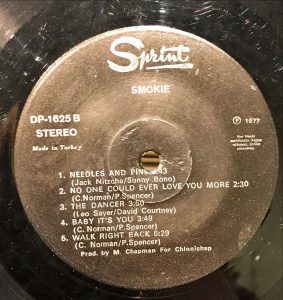 Sprint
SMOKIE
DP-1625 B
STEREO
Made in Turkey
℗ 1977
1. NEEDLES AND PINS 2:43
(Jack Nitzche/Sonny Bono)
2. NO ONE COULD EVER LOVE YOU MORE 2:30
(C.Norman/P.Spencer)
3. THE DANCER 3:50
(Leo Sayer/David Courtney)
4. BABY IT'S YOU 3:49
(C. Norman/P.Spencer)
5. WALK RIGHT BACK 5:29
(C. Norman/P.Spencer)
Prod. by M. Chapman For Chinnichap